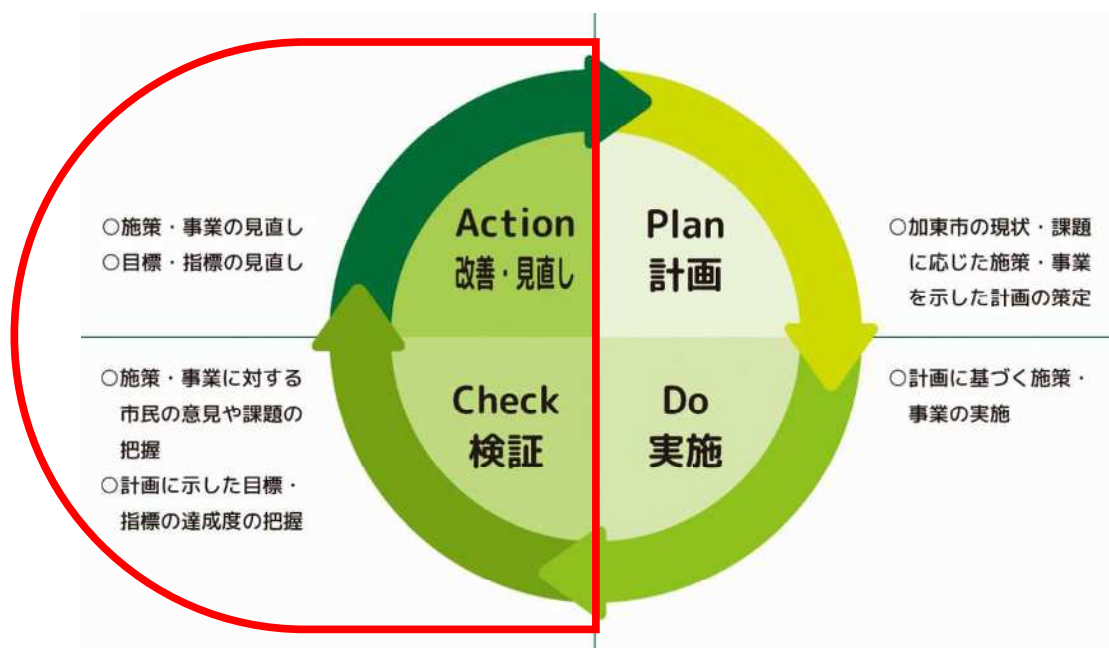 ○施策・事業の見直し
○目標・指標の見直し
Action
改善・見直し
Plan
計画
○加東市の現状・課題
に応じた施策・事業
を示した計画の策定
○施策・事業に対する
市民の意見や課題の
把握
○計画に示した目標・
指標の達成度の把握
Check
検証
Do
実施
○計画に基づく施策・
事業の実施